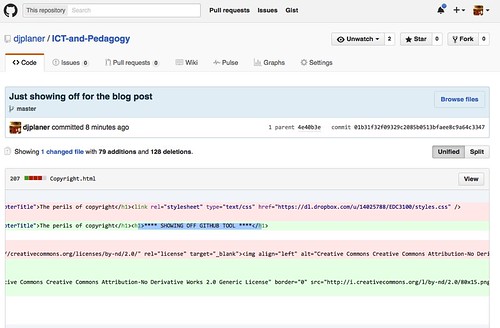 This repository Search Pull requests Issues Gist
djplaner / ICT-and-Pedagogy Unwatch 2 Star 0 Fork 0
Code Issues 0 Pull requests 0 Wiki Pulse Graphs Settings
Just showing off for the blog post Browse files
master
djplaner committed 8 minutes ago 1 parent 4e40b3e commit 01b31f32f09329c2085b0513bfaee8c9a64c3347
Showing 1 changed file with 79 additions and 128 deletions. Unified Split
207 Copyright.html View
pterTitle">The perils of copyright</h1><link rel="stylesheet" type="text/css" href="https://dl.dropbox.com/u/14025788/EDC3100/styles.css" />
pterTitle">The perils of copyright</h1><h1>**** SHOWING OFF GITHUB TOOL ****</h1>
//creativecommons.org/licenses/by-nd/2.0/" rel="license" target="_blank"><img align="left" alt="Creative Commons Creative Commons Attribution-No Deri
tive Commons Creative Commons Attribution-No Derivative Works 2.0 Generic License" border="0" src="http://i.creativecommons.org/l/by-nd/2.0/80x15.png